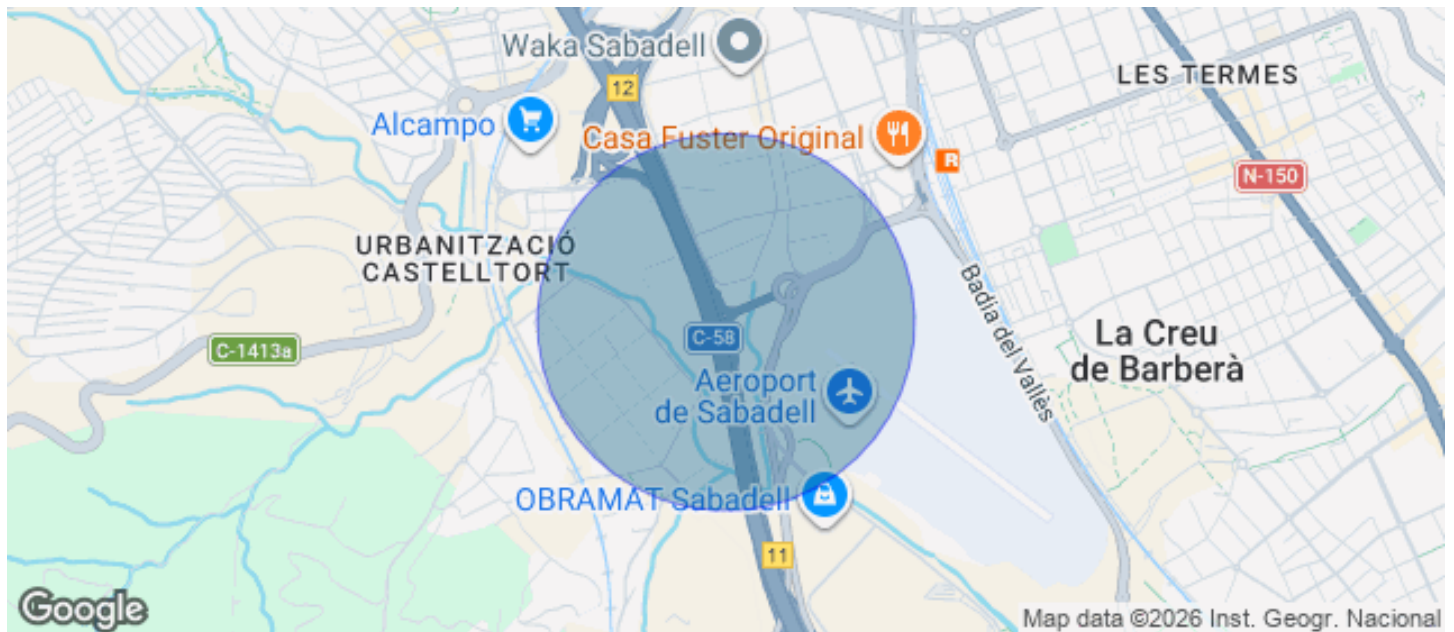 Waka Sabadell
LES TERMES
12
Alcampo
Casa Fuster Original
R
N-150
URBANITZACIÓ
CASTELLTORT
Badia del Vallès
C-58
C-1413a
La Creu
de Barberà
Aeroport
de Sabadell
OBRAMAT Sabadell
11
Google
Map data ©2026 Inst. Geogr. Nacional